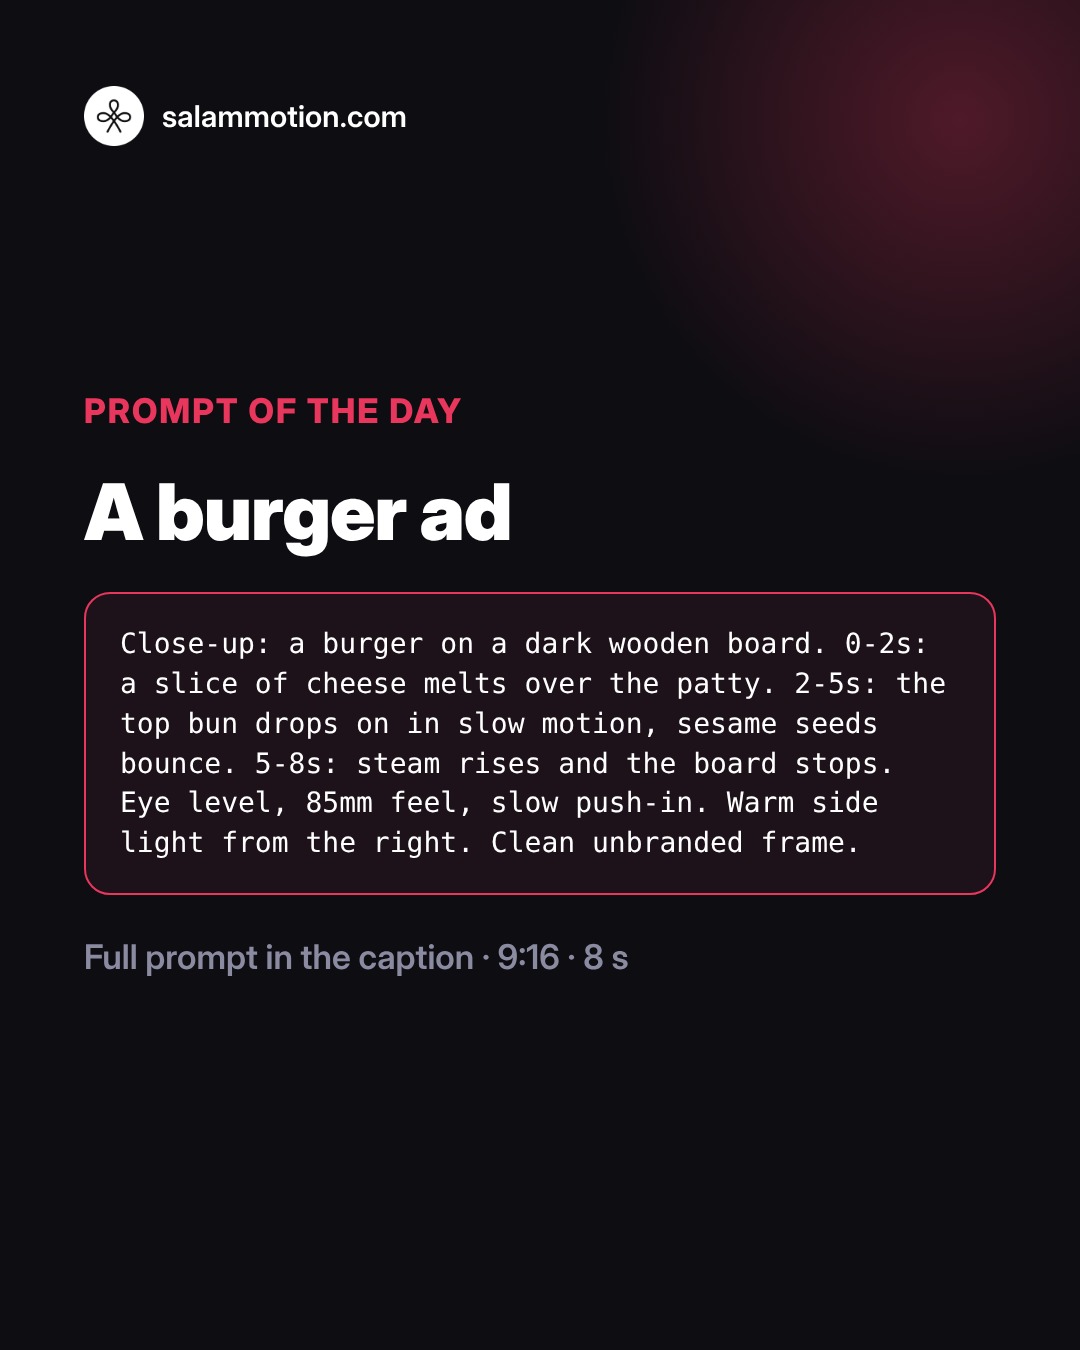 salammotion.com
PROMPT OF THE DAY
A burger ad
Close-up: a burger on a dark wooden board. 0-2s:
a slice of cheese melts over the patty. 2-5s: the
top bun drops on in slow motion, sesame seeds
bounce. 5-8s: steam rises and the board stops.
Eye level, 85mm feel, slow push-in. Warm side
light from the right. Clean unbranded frame.
Full prompt in the caption · 9:16 · 8 s